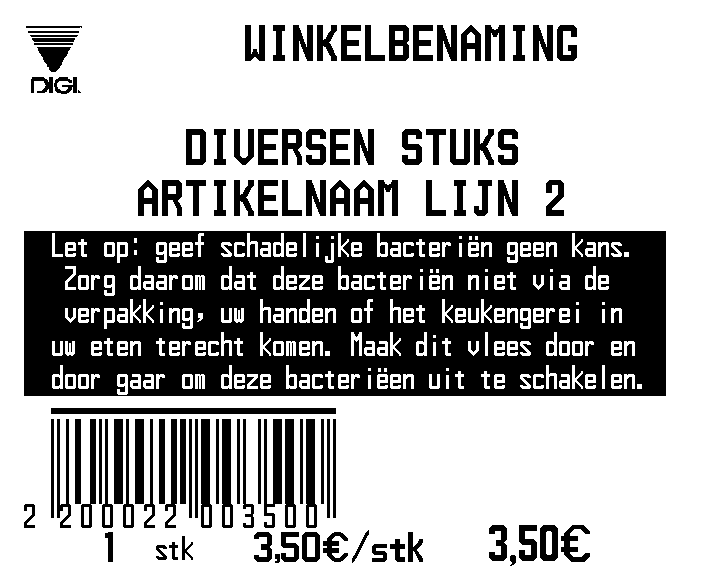 WINKELBENAMING
DIGI.
DIVERSEN STUKS
ARTIKELNAAM LIJN 2
Let op: geef schadelijke bacteriën geen kans.
Zorg daarom dat deze bacteriën niet via de
verpakking, uw handen of het keukengerei in
uw eten terecht komen. Maak dit vlees door en
door gaar om deze bacteriëen uit te schakelen.
2 200022 003500
1 stk 3,50€/stk 3,50€